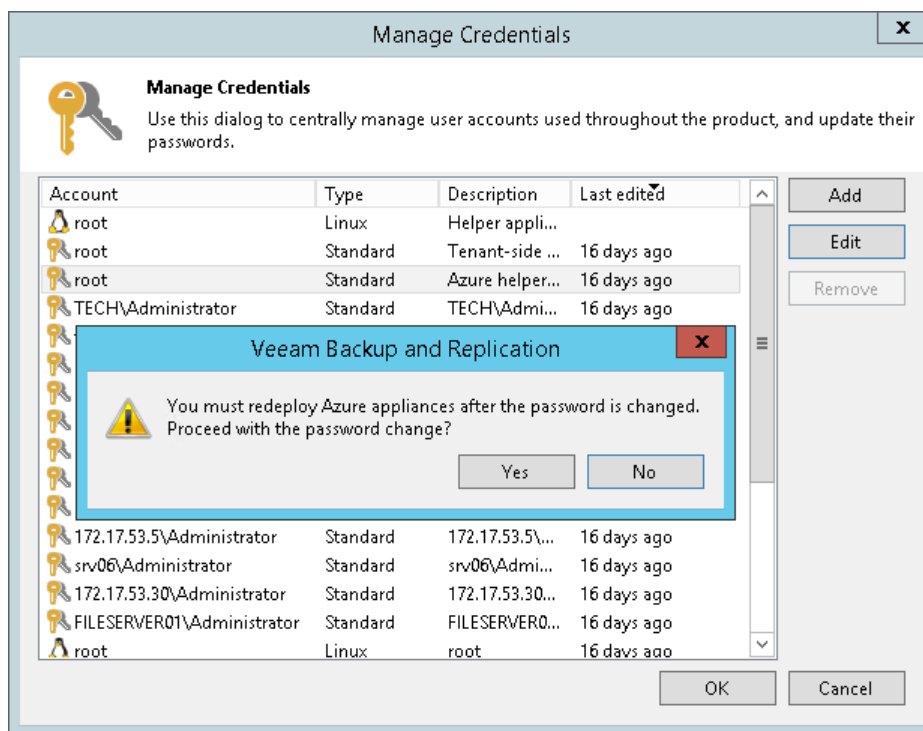 Manage Credentials
x
Manage Credentials
Use this dialog to centrally manage user accounts used throughout the product, and update their
passwords.
Account Type Description Last edited
root Linux Helper appli...
root Standard Tenant-side ... 16 days ago
root Standard Azure helper... 16 days ago
TECH\Administrator Standard TECH\Admi... 16 days ago
Add
Edit
Remove
Veeam Backup and Replication
x
You must redeploy Azure appliances after the password is changed.
Proceed with the password change?
Yes No
172.17.53.5\Administrator Standard 172.17.53.5\... 16 days ago
srv06\Administrator Standard srv06\Admi... 16 days ago
172.17.53.30\Administrator Standard 172.17.53.30... 16 days ago
FILESERVER01\Administrator Standard FILESERVER0... 16 days ago
root Linux root 16 days ago
OK Cancel